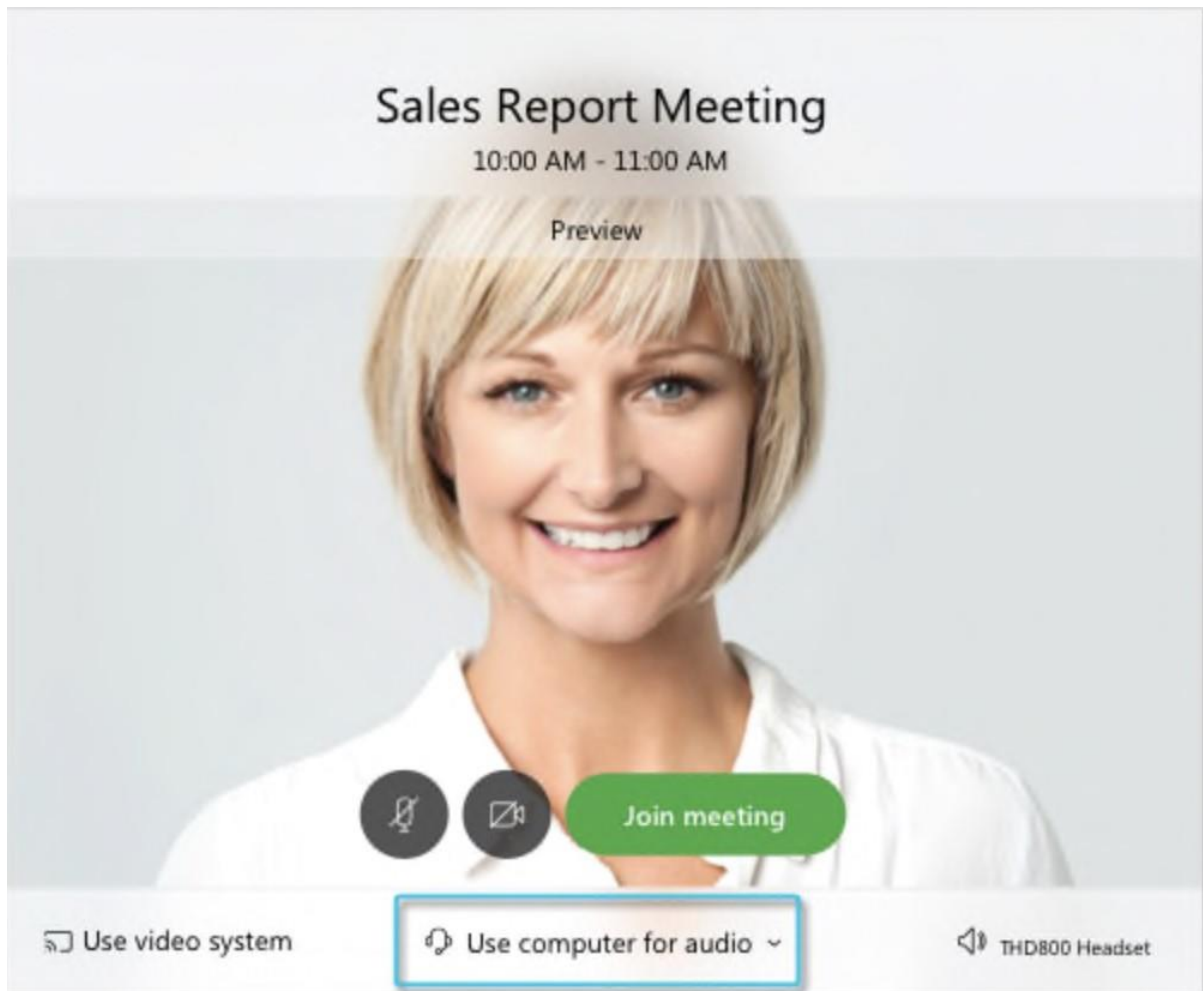 Sales Report Meeting
10:00 AM - 11:00 AM
Preview
Join meeting
Use video system
Use computer for audio
THD800 Headset